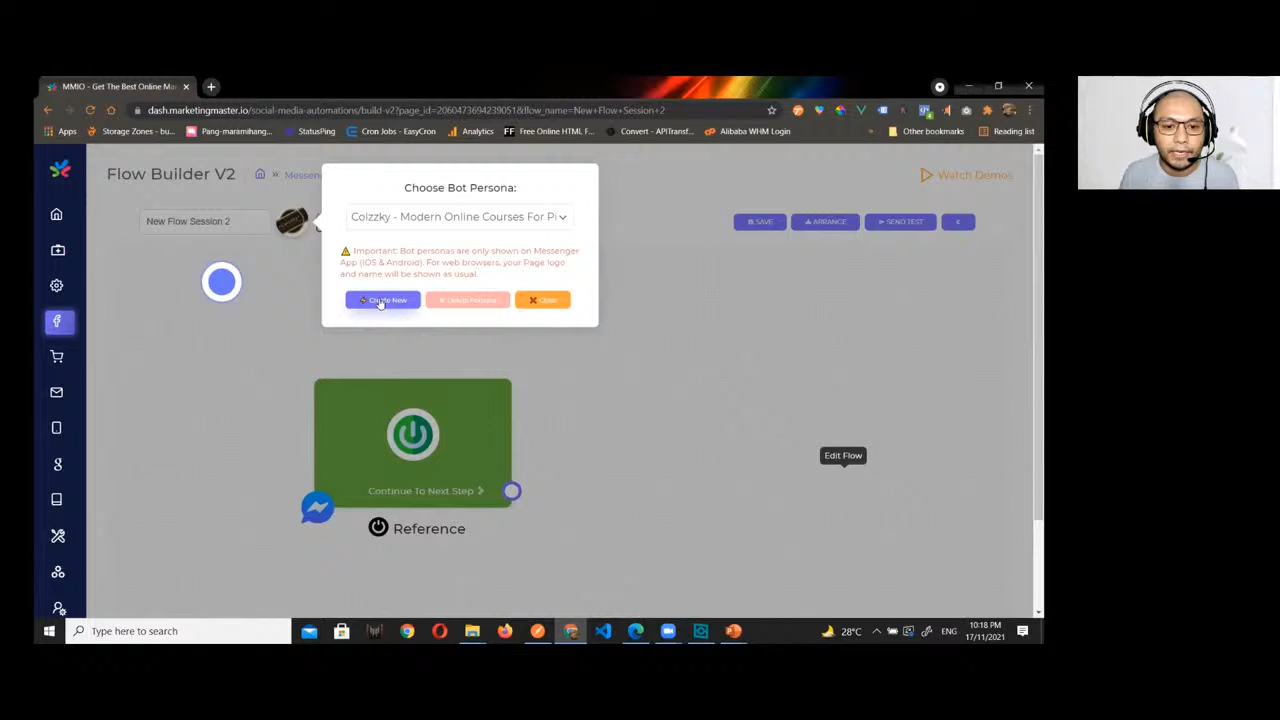 MMIO - Get The Best Online Ma
dash.marketingmaster.io/social-media-automations/build-v2?page_id=2060473694239051&flow_name=New+Flow+Session+2
Apps
Storage Zones - bu...
Pang-maramihang...
StatusPing
Cron Jobs - EasyCron
Analytics
FF Free Online HTML F...
Convert - APITransf...
Alibaba WHM Login
»
Other bookmarks
Reading list
Flow Builder V2
»
Messen
Watch Demos
New Flow Session 2
SAVE
ARRANGE
SEND TEST
Choose Bot Persona:
Coizzky - Modern Online Courses For Pi
Important: Bot personas are only shown on Messenger
App (iOS & Android). For web browsers, your Page logo
and name will be shown as usual.
Create New
Delete Persona
Close
Continue To Next Step
Reference
Edit Flow
Type here to search
28°C
ENG
10:18 PM
17/11/2021